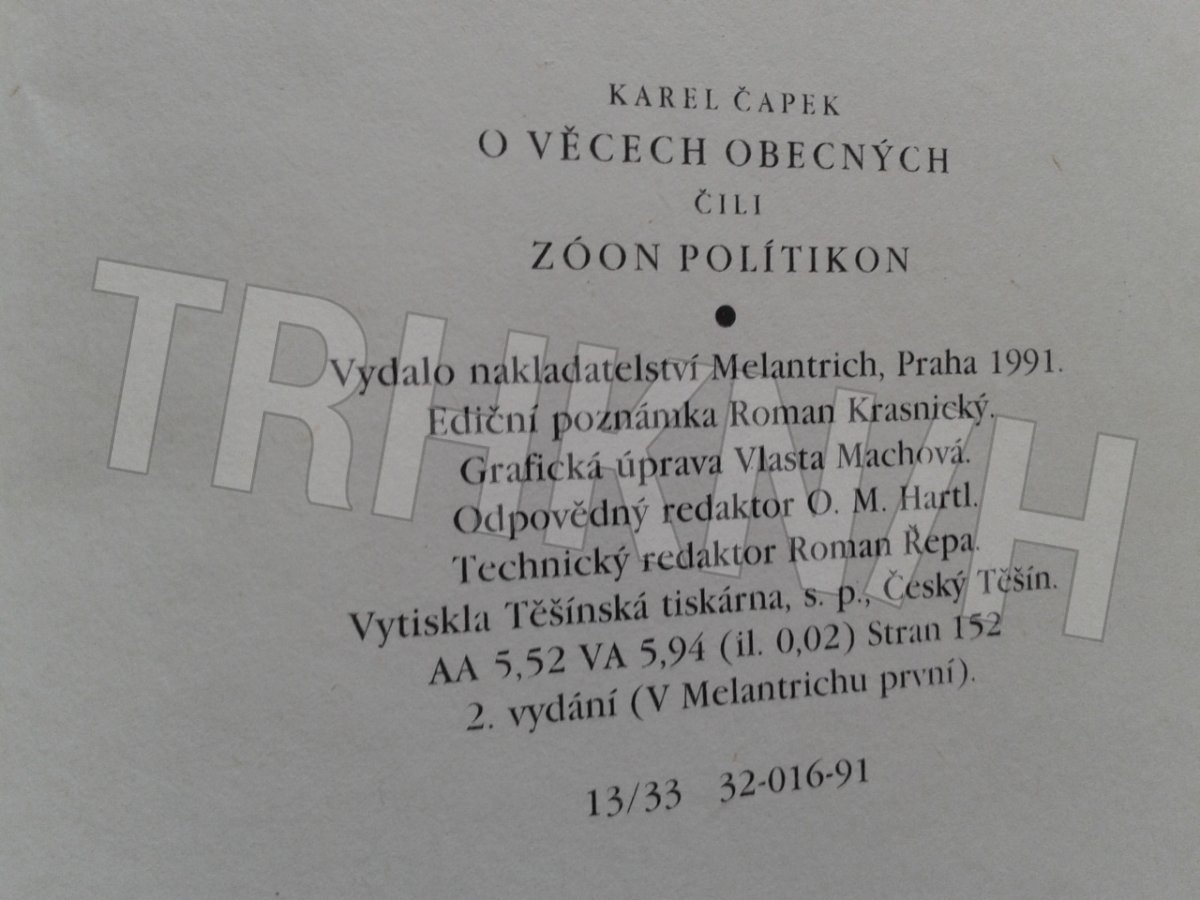 KAREL ČAPEK
O VĚCECH OBECNÝCH
ČILI
ZÓON POLÍTIKON
Vydalo nakladatelství Melantrich, Praha 1991.
Ediční poznámka Roman Krasnický.
Grafická úprava Vlasta Machová.
Odpovědný redaktor O. M. Hartl.
Technický redaktor Roman Řepa.
Vytiskla Těšínská tiskárna, s. p., Český Těšín.
AA 5,52 VA 5,94 (il. 0,02) Stran 152
2. vydání (V Melantrichu první).
13/33 32-016-91
TRHKNIH